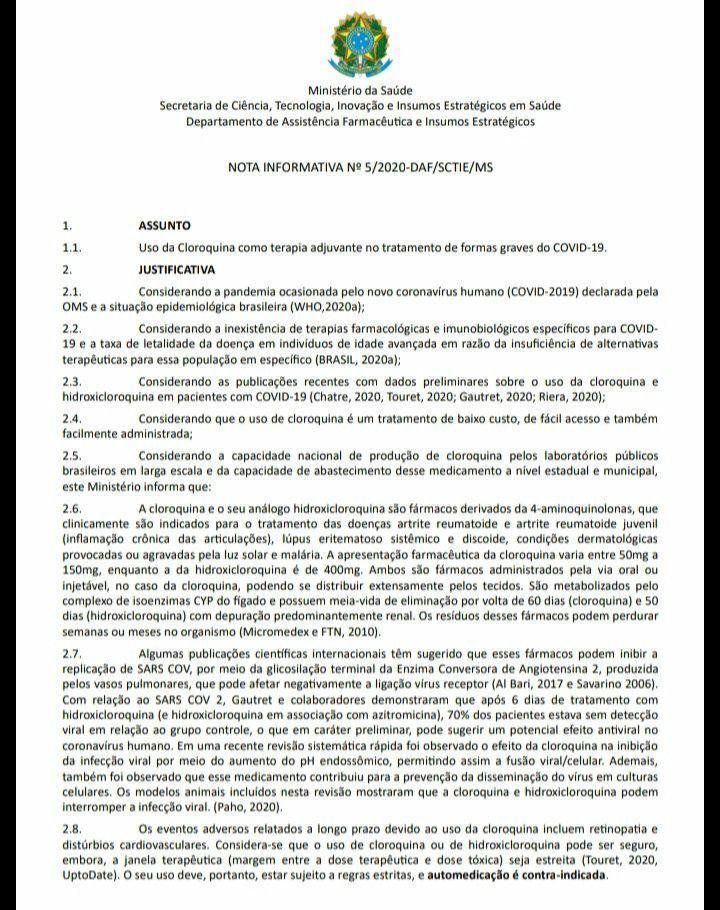 Ministério da Saúde
Secretaria de Ciência, Tecnologia, Inovação e Insumos Estratégicos em Saúde
Departamento de Assistência Farmacêutica e Insumos Estratégicos
NOTA INFORMATIVA Nº 5/2020-DAF/SCTIE/MS
1. ASSUNTO
1.1. Uso da Cloroquina como terapia adjuvante no tratamento de formas graves do COVID-19.
2. JUSTIFICATIVA
2.1. Considerando a pandemia ocasionada pelo novo coronavírus humano (COVID-2019) declarada pela
OMS e a situação epidemiológica brasileira (WHO,2020a);
2.2. Considerando a inexistência de terapias farmacológicas e imunobiológicos específicos para COVID-
19 e a taxa de letalidade da doença em indivíduos de idade avançada em razão da insuficiência de alternativas
terapêuticas para essa população em específico (BRASIL, 2020a);
2.3. Considerando as publicações recentes com dados preliminares sobre o uso da cloroquina e
hidroxicloroquina em pacientes com COVID-19 (Chatre, 2020, Touret, 2020; Gautret, 2020; Riera, 2020);
2.4. Considerando que o uso de cloroquina é um tratamento de baixo custo, de fácil acesso e também
facilmente administrada;
2.5. Considerando a capacidade nacional de produção de cloroquina pelos laboratórios públicos
brasileiros em larga escala e da capacidade de abastecimento desse medicamento a nível estadual e municipal,
este Ministério informa que:
2.6. A cloroquina e o seu análogo hidroxicloroquina são fármacos derivados da 4-aminoquinolonas, que
clinicamente são indicados para o tratamento das doenças artrite reumatoide e artrite reumatoide juvenil
(inflamação crônica das articulações), lúpus eritematoso sistêmico e discoide, condições dermatológicas
provocadas ou agravadas pela luz solar e malária. A apresentação farmacêutica da cloroquina varia entre 50mg a
150mg, enquanto a da hidroxicloroquina é de 400mg. Ambos são fármacos administrados pela via oral ou
injetável, no caso da cloroquina, podendo se distribuir extensamente pelos tecidos. São metabolizados pelo
complexo de isoenzimas CYP do fígado e possuem meia-vida de eliminação por volta de 60 dias (cloroquina) e 50
dias (hidroxicloroquina) com depuração predominantemente renal. Os resíduos desses fármacos podem perdurar
semanas ou meses no organismo (Micromedex e FTN, 2010).
2.7. Algumas publicações científicas internacionais têm sugerido que esses fármacos podem inibir a
replicação de SARS COV, por meio da glicosilação terminal da Enzima Conversora de Angiotensina 2, produzida
pelos vasos pulmonares, que pode afetar negativamente a ligação vírus receptor (Al Bari, 2017 e Savarino 2006).
Com relação ao SARS COV 2, Gautret e colaboradores demonstraram que após 6 dias de tratamento com
hidroxicloroquina (e hidroxicloroquina em associação com azitromicina), 70% dos pacientes estava sem detecção
viral em relação ao grupo controle, o que em caráter preliminar, pode sugerir um potencial efeito antiviral no
coronavírus humano. Em uma recente revisão sistemática rápida foi observado o efeito da cloroquina na inibição
da infecção viral por meio do aumento do pH endossômico, permitindo assim a fusão viral/celular. Ademais,
também foi observado que esse medicamento contribuiu para a prevenção da disseminação do vírus em culturas
celulares. Os modelos animais incluídos nesta revisão mostraram que a cloroquina e hidroxicloroquina podem
interromper a infecção viral. (Paho, 2020).
2.8. Os eventos adversos relatados a longo prazo devido ao uso da cloroquina incluem retinopatia e
distúrbios cardiovasculares. Considera-se que o uso de cloroquina ou de hidroxicloroquina pode ser seguro,
embora, a janela terapêutica (margem entre a dose terapêutica e dose tóxica) seja estreita (Touret, 2020,
UptoDate). O seu uso deve, portanto, estar sujeito a regras estritas, e automedicação é contra-indicada.